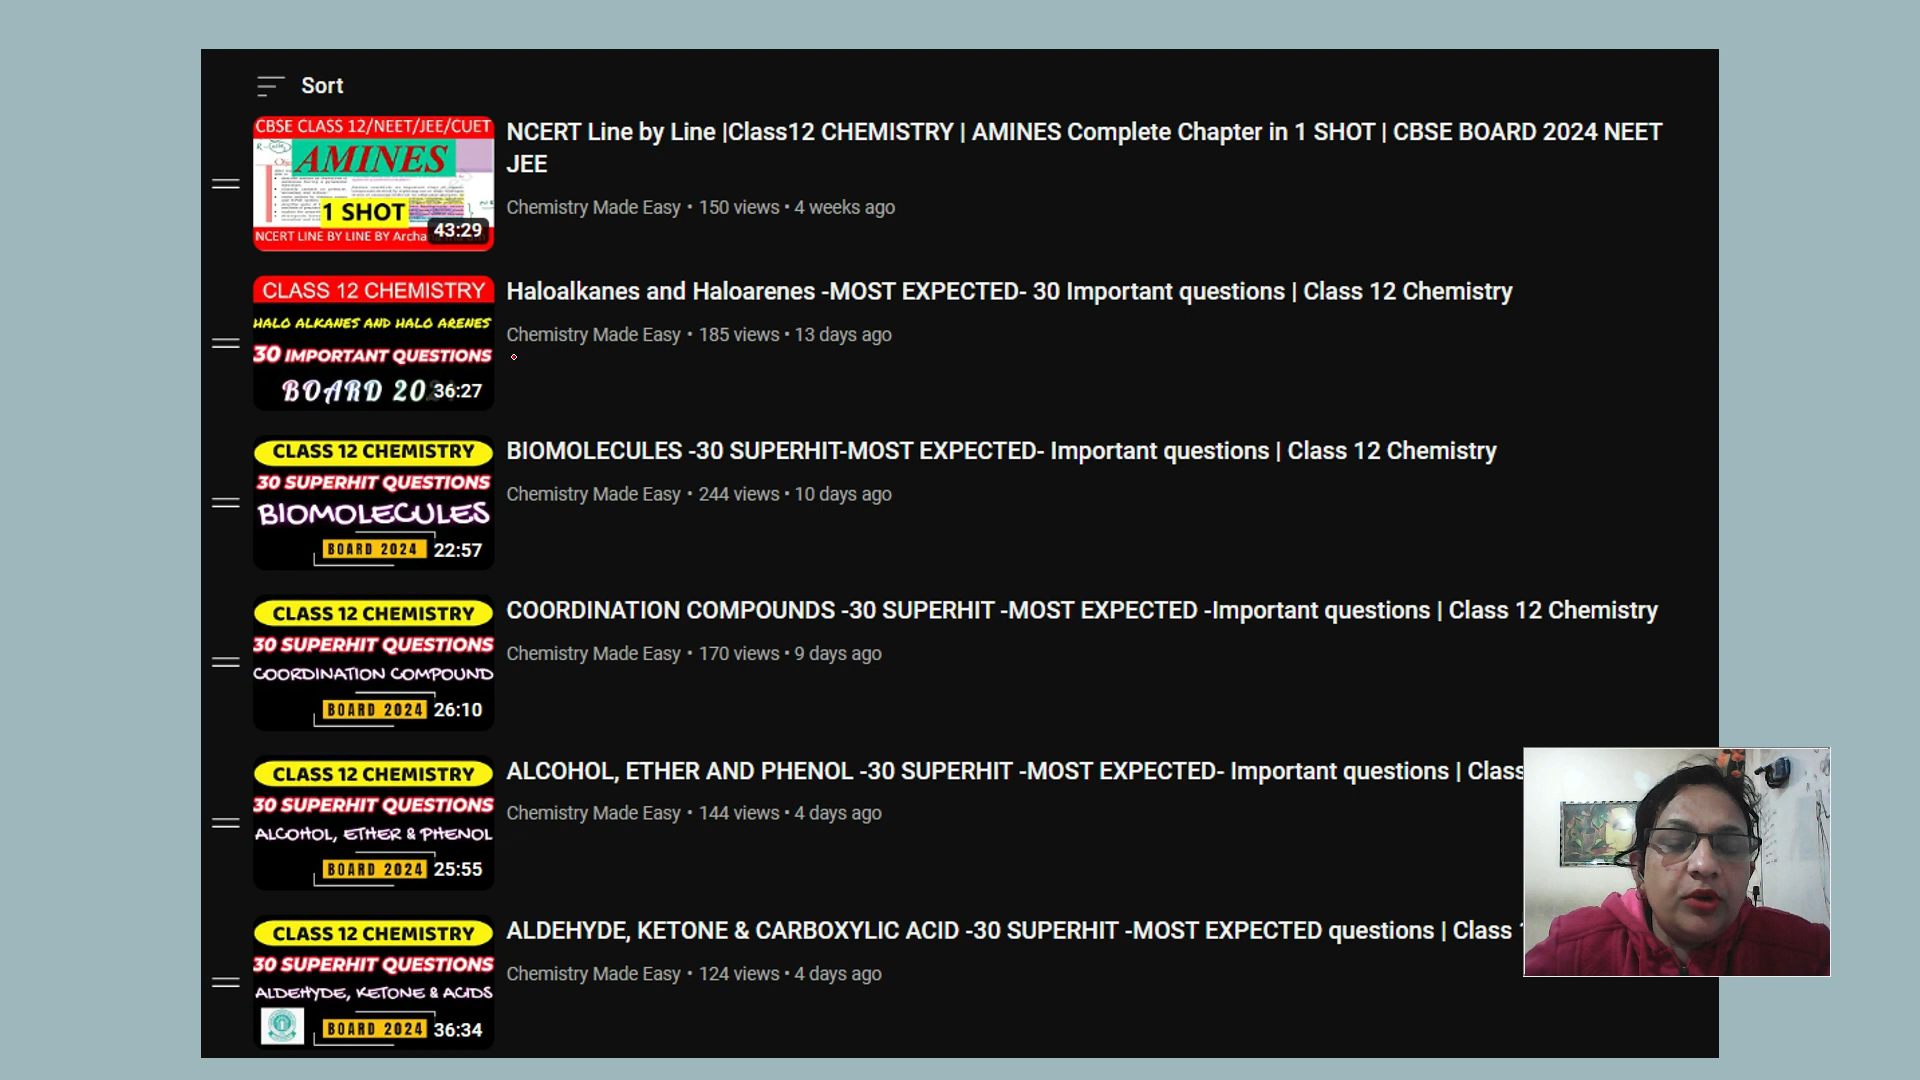 Sort
CBSE CLASS 12/NEET/JEE/CUET
AMINES
1 SHOT
43:29
NCERT LINE BY LINE BY Archa
NCERT Line by Line |Class12 CHEMISTRY | AMINES Complete Chapter in 1 SHOT | CBSE BOARD 2024 NEET
JEE
Chemistry Made Easy • 150 views • 4 weeks ago
CLASS 12 CHEMISTRY
HALO ALKANES AND HALO ARENES
30 IMPORTANT QUESTIONS
BOARD 20
36:27
Haloalkanes and Haloarenes -MOST EXPECTED- 30 Important questions | Class 12 Chemistry
Chemistry Made Easy • 185 views • 13 days ago
CLASS 12 CHEMISTRY
30 SUPERHIT QUESTIONS
BIOMOLECULES
BOARD 2024
22:57
BIOMOLECULES -30 SUPERHIT-MOST EXPECTED- Important questions | Class 12 Chemistry
Chemistry Made Easy • 244 views • 10 days ago
CLASS 12 CHEMISTRY
30 SUPERHIT QUESTIONS
COORDINATION COMPOUND
BOARD 2024
26:10
COORDINATION COMPOUNDS -30 SUPERHIT -MOST EXPECTED -Important questions | Class 12 Chemistry
Chemistry Made Easy • 170 views • 9 days ago
CLASS 12 CHEMISTRY
30 SUPERHIT QUESTIONS
ALCOHOL, ETHER & PHENOL
BOARD 2024
25:55
ALCOHOL, ETHER AND PHENOL -30 SUPERHIT -MOST EXPECTED- Important questions | Class
Chemistry Made Easy • 144 views • 4 days ago
CLASS 12 CHEMISTRY
30 SUPERHIT QUESTIONS
ALDEHYDE, KETONE & ACIDS
BOARD 2024
36:34
ALDEHYDE, KETONE & CARBOXYLIC ACID -30 SUPERHIT -MOST EXPECTED questions | Class
Chemistry Made Easy • 124 views • 4 days ago